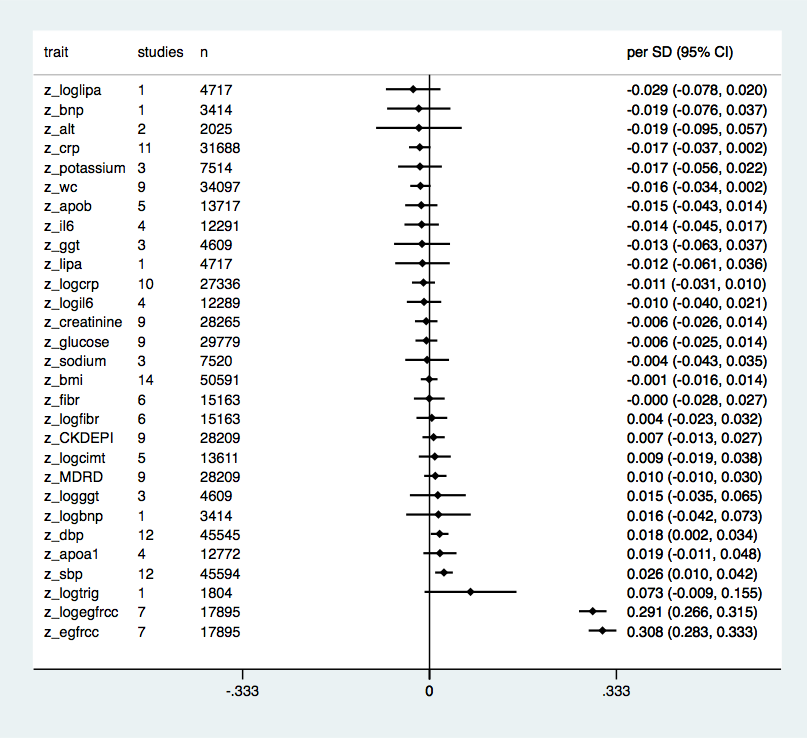 trait studies n per SD (95% CI)
z_loglipa 1 4717 -0.029 (-0.078, 0.020)
z_bnp 1 3414 -0.019 (-0.076, 0.037)
z_alt 2 2025 -0.019 (-0.095, 0.057)
z_crp 11 31688 -0.017 (-0.037, 0.002)
z_potassium 3 7514 -0.017 (-0.056, 0.022)
z_wc 9 34097 -0.016 (-0.034, 0.002)
z_apob 5 13717 -0.015 (-0.043, 0.014)
z_il6 4 12291 -0.014 (-0.045, 0.017)
z_ggt 3 4609 -0.013 (-0.063, 0.037)
z_lipa 1 4717 -0.012 (-0.061, 0.036)
z_logcrp 10 27336 -0.011 (-0.031, 0.010)
z_logil6 4 12289 -0.010 (-0.040, 0.021)
z_creatinine 9 28265 -0.006 (-0.026, 0.014)
z_glucose 9 29779 -0.006 (-0.025, 0.014)
z_sodium 3 7520 -0.004 (-0.043, 0.035)
z_bmi 14 50591 -0.001 (-0.016, 0.014)
z_fibr 6 15163 -0.000 (-0.028, 0.027)
z_logfibr 6 15163 0.004 (-0.023, 0.032)
z_CKDEPI 9 28209 0.007 (-0.013, 0.027)
z_logcimt 5 13611 0.009 (-0.019, 0.038)
z_MDRD 9 28209 0.010 (-0.010, 0.030)
z_logggt 3 4609 0.015 (-0.035, 0.065)
z_logbnp 1 3414 0.016 (-0.042, 0.073)
z_dbp 12 45545 0.018 (0.002, 0.034)
z_apoa1 4 12772 0.019 (-0.011, 0.048)
z_sbp 12 45594 0.026 (0.010, 0.042)
z_logtrig 1 1804 0.073 (-0.009, 0.155)
z_logegfrcc 7 17895 0.291 (0.266, 0.315)
z_egfrcc 7 17895 0.308 (0.283, 0.333)
-.333 0 .333